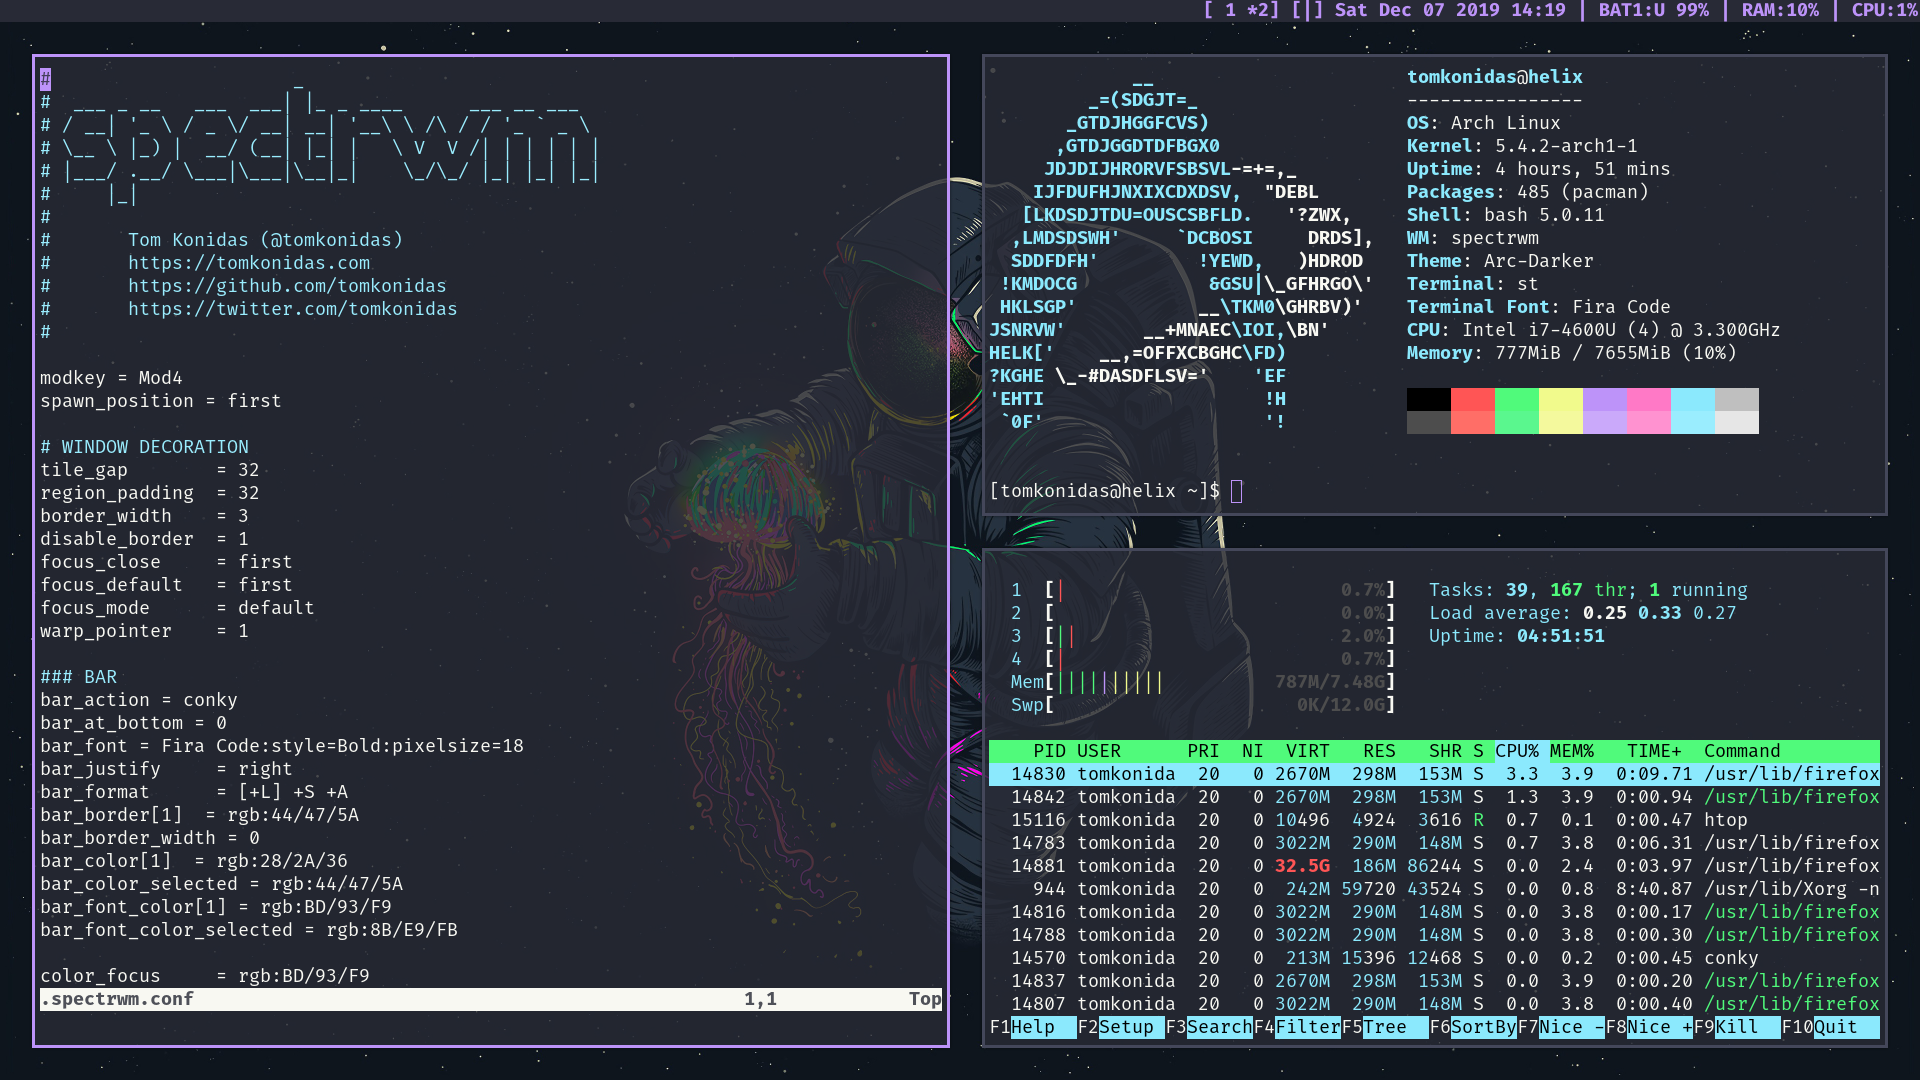 [ 1 *2] [|] Sat Dec 07 2019 14:19 | BAT1:U 99% | RAM:10% | CPU:1%
#                       _
#  ___ _ __   ___  ___| |_ _ ____      ___ __ ___
# / __| '_ \ / _ \/ __| __| '__\ \ /\ / / '_ ` _ \
# \__ \ |_) |  __/ (__| |_| |   \ V  V /| | | | | |
# |___/ .__/ \___|\___|\__|_|    \_/\_/ |_| |_| |_|
#     |_|
#
#       Tom Konidas (@tomkonidas)
#       https://tomkonidas.com
#       https://github.com/tomkonidas
#       https://twitter.com/tomkonidas
#
modkey = Mod4
spawn_position = first
# WINDOW DECORATION
tile_gap        = 32
region_padding  = 32
border_width    = 3
disable_border  = 1
focus_close     = first
focus_default   = first
focus_mode      = default
warp_pointer    = 1
### BAR
bar_action = conky
bar_at_bottom = 0
bar_font = Fira Code:style=Bold:pixelsize=18
bar_justify     = right
bar_format      = [+L] +S +A
bar_border[1]  = rgb:44/47/5A
bar_border_width = 0
bar_color[1]  = rgb:28/2A/36
bar_color_selected = rgb:44/47/5A
bar_font_color[1] = rgb:BD/93/F9
bar_font_color_selected = rgb:8B/E9/FB
color_focus     = rgb:BD/93/F9
.spectrwm.conf                                                  1,1            Top
             __
         _=(SDGJT=_
       _GTDJHGGFCVS)
      ,GTDJGGDTDFBGX0
     JDJDIJHRORVFSBSVL-=+=,_
    IJFDUFHJNXIXCDXDSV,  "DEBL
   [LKDSDJTDU=OUSCSBFLD.   '?ZWX,
  ,LMDSDSWH'     `DCBOSI     DRDS],
  SDDFDFH'         !YEWD,   )HDROD
 !KMDOCG            &GSU|\_GFHRGO\'
 HKLSGP'           __\TKM0\GHRBV)'
JSNRVW'       __+MNAEC\IOI,\BN'
HELK['    __,=OFFXCBGHC\FD)
?KGHE \_-#DASDFLSV='    'EF
'EHTI                    !H
 `0F'                    '!
tomkonidas@helix
----------------
OS: Arch Linux
Kernel: 5.4.2-arch1-1
Uptime: 4 hours, 51 mins
Packages: 485 (pacman)
Shell: bash 5.0.11
WM: spectrwm
Theme: Arc-Darker
Terminal: st
Terminal Font: Fira Code
CPU: Intel i7-4600U (4) @ 3.300GHz
Memory: 777MiB / 7655MiB (10%)
[tomkonidas@helix ~]$
1  [|                         0.7%]
2  [                          0.0%]
3  [||                        2.0%]
4  [|                         0.7%]
Mem[||||||||||          787M/7.48G]
Swp[                      0K/12.0G]
Tasks: 39, 167 thr; 1 running
Load average: 0.25 0.33 0.27
Uptime: 04:51:51
PID USER      PRI  NI  VIRT   RES   SHR S CPU% MEM%   TIME+  Command
14830 tomkonida  20   0 2670M  298M  153M S  3.3  3.9  0:09.71 /usr/lib/firefox
14842 tomkonida  20   0 2670M  298M  153M S  1.3  3.9  0:00.94 /usr/lib/firefox
15116 tomkonida  20   0 10496  4924  3616 R  0.7  0.1  0:00.47 htop
14783 tomkonida  20   0 3022M  290M  148M S  0.7  3.8  0:06.31 /usr/lib/firefox
14881 tomkonida  20   0 32.5G  186M 86244 S  0.0  2.4  0:03.97 /usr/lib/firefox
944 tomkonida  20   0  242M 59720 43524 S  0.0  0.8  8:40.87 /usr/lib/Xorg -n
14816 tomkonida  20   0 3022M  290M  148M S  0.0  3.8  0:00.17 /usr/lib/firefox
14788 tomkonida  20   0 3022M  290M  148M S  0.0  3.8  0:00.30 /usr/lib/firefox
14570 tomkonida  20   0  213M 15396 12468 S  0.0  0.2  0:00.45 conky
14837 tomkonida  20   0 2670M  298M  153M S  0.0  3.9  0:00.20 /usr/lib/firefox
14807 tomkonida  20   0 3022M  290M  148M S  0.0  3.8  0:00.40 /usr/lib/firefox
F1Help  F2Setup F3SearchF4FilterF5Tree  F6SortByF7Nice -F8Nice +F9Kill  F10Quit